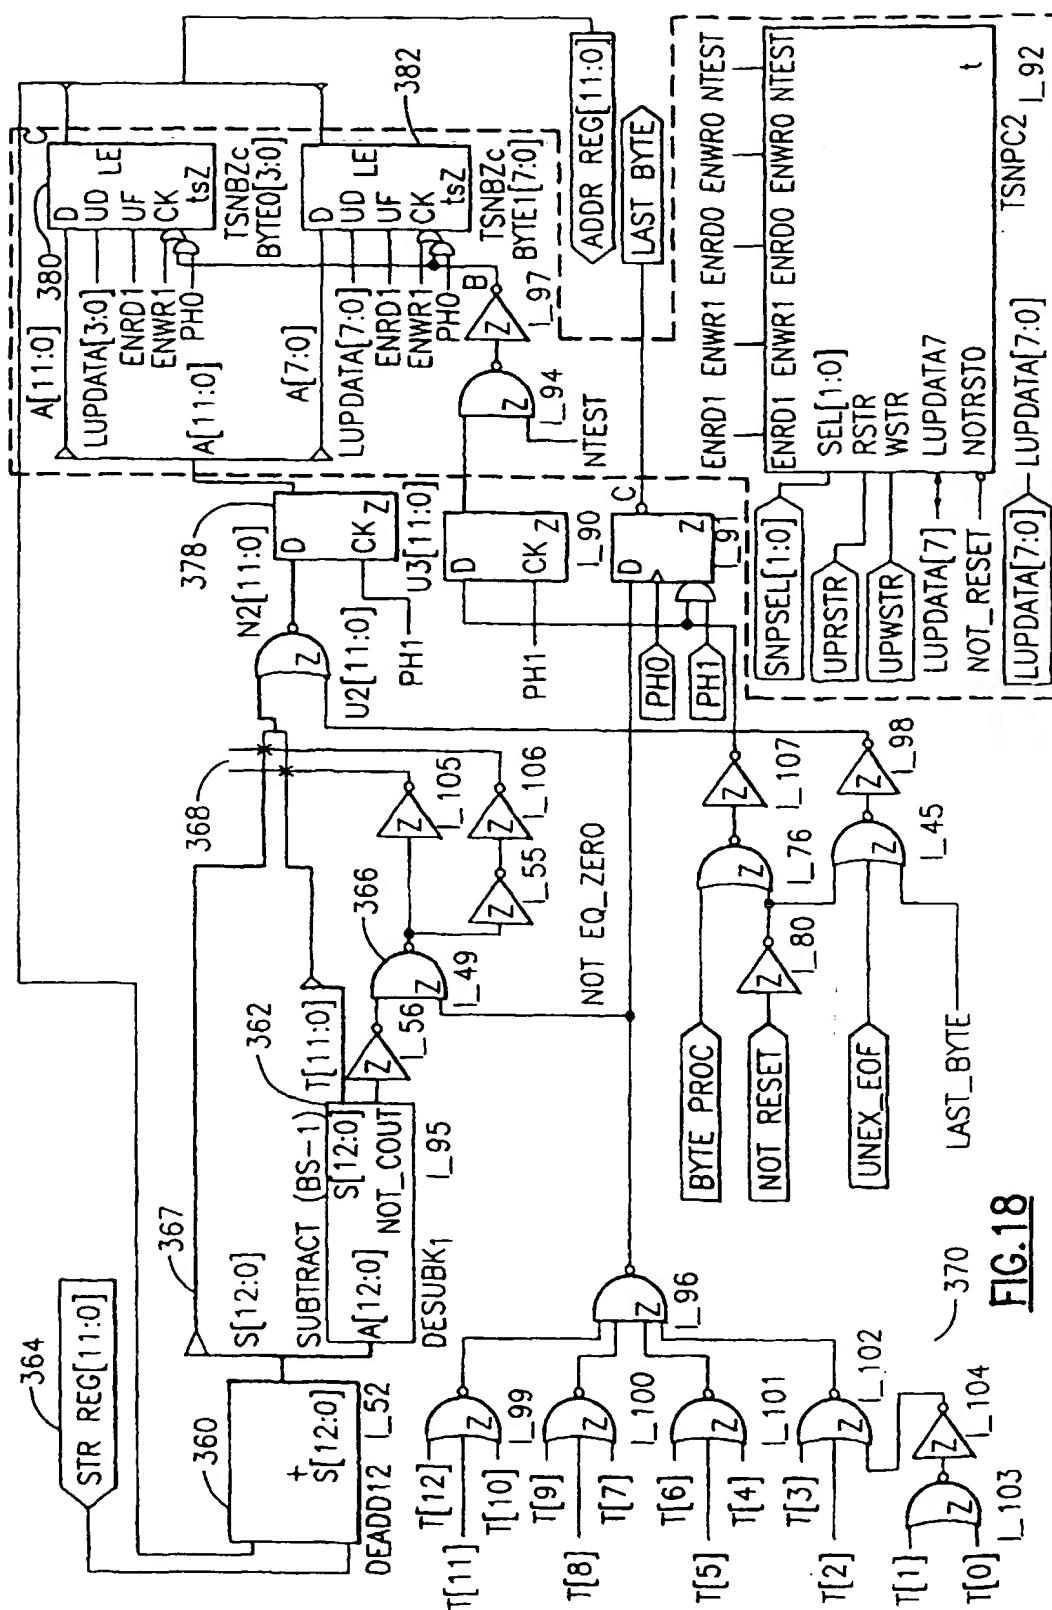 364
STR REG[11:0]
360
+
S[12:0]
DEADD12
I_52
367
S[12:0]
SUBTRACT (BS-1)
362
T[11:0]
S[12:0]
A[12:0]
NOT_COUT
DESUBK1
I_95
368
366
Z
I_56
Z
I_49
Z
I_105
Z
I_55
Z
I_106
NOT EQ_ZERO
N2[11:0]
Z
U2[11:0]
378
D
CK
Z
PH1
U3[11:0]
A[11:0]
380
D
UD
LE
UF
CK
tsZ
C
LUPDATA[3:0]
ENRD1
ENWR1
PH0
TSNBZc
BYTE0[3:0]
A[11:0]
A[7:0]
382
D
UD
LE
UF
CK
tsZ
LUPDATA[7:0]
ENRD1
ENWR1
PH0
TSNBZc
BYTE1[7:0]
B
Z
I_97
Z
I_94
NTEST
D
CK
Z
I_90
PH1
D
Z
I_91
C
PH0
PH1
ADDR REG[11:0]
LAST BYTE
T[12]
T[11]
T[10]
Z
I_99
T[9]
T[8]
T[7]
Z
I_100
T[6]
T[5]
T[4]
Z
I_101
T[3]
T[2]
Z
I_102
T[1]
T[0]
Z
I_103
Z
I_104
Z
I_96
370
BYTE PROC
NOT RESET
Z
I_80
Z
I_76
Z
I_107
UNEX_EOF
LAST_BYTE
Z
I_45
Z
I_98
ENRD1 ENWR1 ENRD0 ENWR0 NTEST
ENRD1 ENWR1 ENRD0 ENWR0 NTEST
SNPSEL[1:0]
SEL[1:0]
UPRSTR
RSTR
UPWSTR
WSTR
LUPDATA[7]
LUPDATA7
NOT_RESET
NOTRST0
t
TSNPC2
I_92
LUPDATA[7:0]
LUPDATA[7:0]
FIG.18